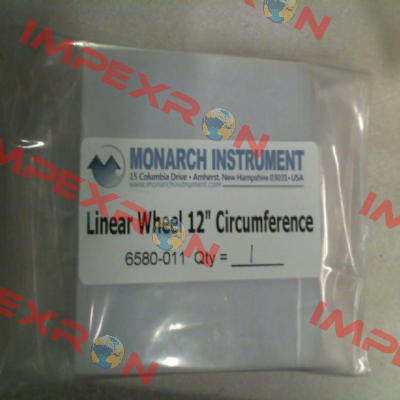 MONARCH INSTRUMENT
15 Columbia Drive • Amherst, New Hampshire 03031 • USA
www.monarchinstrument.com
Linear Wheel 12" Circumference
6580-011 Qty = 1
IMPEXRON
IMPEXRON
IMPEXRON
IMPEXRON
IMPEXRON